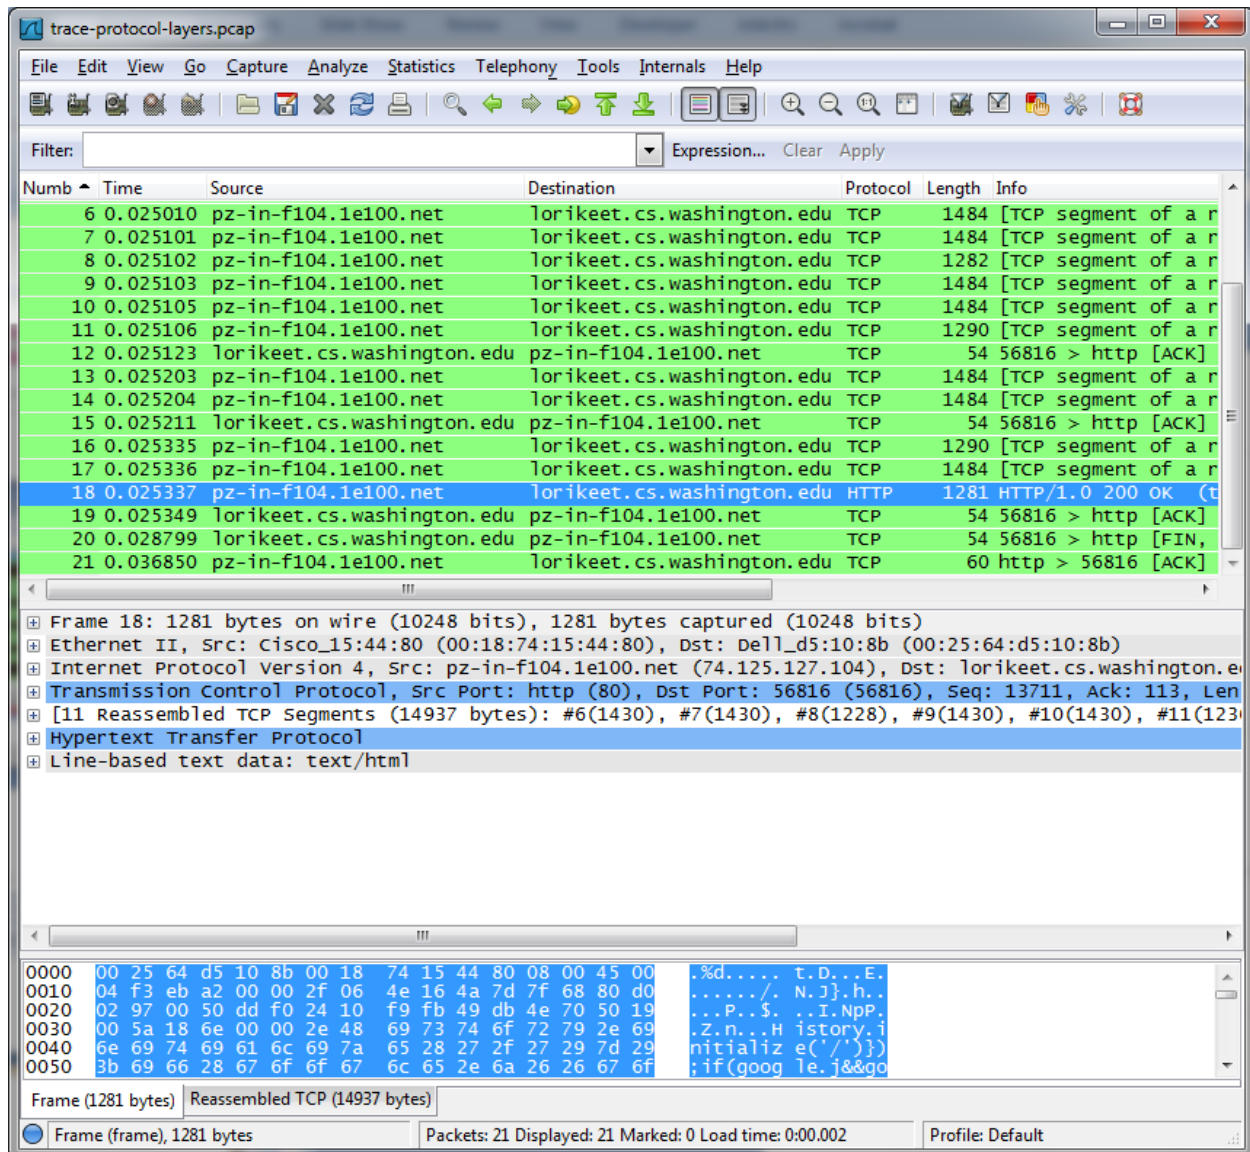 trace-protocol-layers.pcap
File Edit View Go Capture Analyze Statistics Telephony Tools Internals Help
Filter: Expression... Clear Apply
Numb Time Source Destination Protocol Length Info
6 0.025010 pz-in-f104.1e100.net lorikeet.cs.washington.edu TCP 1484 [TCP segment of a r
7 0.025101 pz-in-f104.1e100.net lorikeet.cs.washington.edu TCP 1484 [TCP segment of a r
8 0.025102 pz-in-f104.1e100.net lorikeet.cs.washington.edu TCP 1282 [TCP segment of a r
9 0.025103 pz-in-f104.1e100.net lorikeet.cs.washington.edu TCP 1484 [TCP segment of a r
10 0.025105 pz-in-f104.1e100.net lorikeet.cs.washington.edu TCP 1484 [TCP segment of a r
11 0.025106 pz-in-f104.1e100.net lorikeet.cs.washington.edu TCP 1290 [TCP segment of a r
12 0.025123 lorikeet.cs.washington.edu pz-in-f104.1e100.net TCP 54 56816 > http [ACK]
13 0.025203 pz-in-f104.1e100.net lorikeet.cs.washington.edu TCP 1484 [TCP segment of a r
14 0.025204 pz-in-f104.1e100.net lorikeet.cs.washington.edu TCP 1484 [TCP segment of a r
15 0.025211 lorikeet.cs.washington.edu pz-in-f104.1e100.net TCP 54 56816 > http [ACK]
16 0.025335 pz-in-f104.1e100.net lorikeet.cs.washington.edu TCP 1290 [TCP segment of a r
17 0.025336 pz-in-f104.1e100.net lorikeet.cs.washington.edu TCP 1484 [TCP segment of a r
18 0.025337 pz-in-f104.1e100.net lorikeet.cs.washington.edu HTTP 1281 HTTP/1.0 200 OK (t
19 0.025349 lorikeet.cs.washington.edu pz-in-f104.1e100.net TCP 54 56816 > http [ACK]
20 0.028799 lorikeet.cs.washington.edu pz-in-f104.1e100.net TCP 54 56816 > http [FIN,
21 0.036850 pz-in-f104.1e100.net lorikeet.cs.washington.edu TCP 60 http > 56816 [ACK]
Frame 18: 1281 bytes on wire (10248 bits), 1281 bytes captured (10248 bits)
Ethernet II, Src: Cisco_15:44:80 (00:18:74:15:44:80), Dst: Dell_d5:10:8b (00:25:64:d5:10:8b)
Internet Protocol Version 4, Src: pz-in-f104.1e100.net (74.125.127.104), Dst: lorikeet.cs.washington.e
Transmission Control Protocol, Src Port: http (80), Dst Port: 56816 (56816), Seq: 13711, Ack: 113, Len
[11 Reassembled TCP Segments (14937 bytes): #6(1430), #7(1430), #8(1228), #9(1430), #10(1430), #11(123
Hypertext Transfer Protocol
Line-based text data: text/html
0000 00 25 64 d5 10 8b 00 18 74 15 44 80 08 00 45 00 .%d..... t.D...E.
0010 04 f3 eb a2 00 00 2f 06 4e 16 4a 7d 7f 68 80 d0 ....../. N.J}.h..
0020 02 97 00 50 dd f0 24 10 f9 fb 49 db 4e 70 50 19 ...P..$. ..I.NpP.
0030 00 5a 18 6e 00 00 2e 48 69 73 74 6f 72 79 2e 69 .Z.n...H istory.i
0040 6e 69 74 69 61 6c 69 7a 65 28 27 2f 27 29 7d 29 nitializ e('/')})
0050 3b 69 66 28 67 6f 6f 67 6c 65 2e 6a 26 26 67 6f ;if(goog le.j&&go
Frame (1281 bytes) Reassembled TCP (14937 bytes)
Frame (frame), 1281 bytes Packets: 21 Displayed: 21 Marked: 0 Load time: 0:00.002 Profile: Default